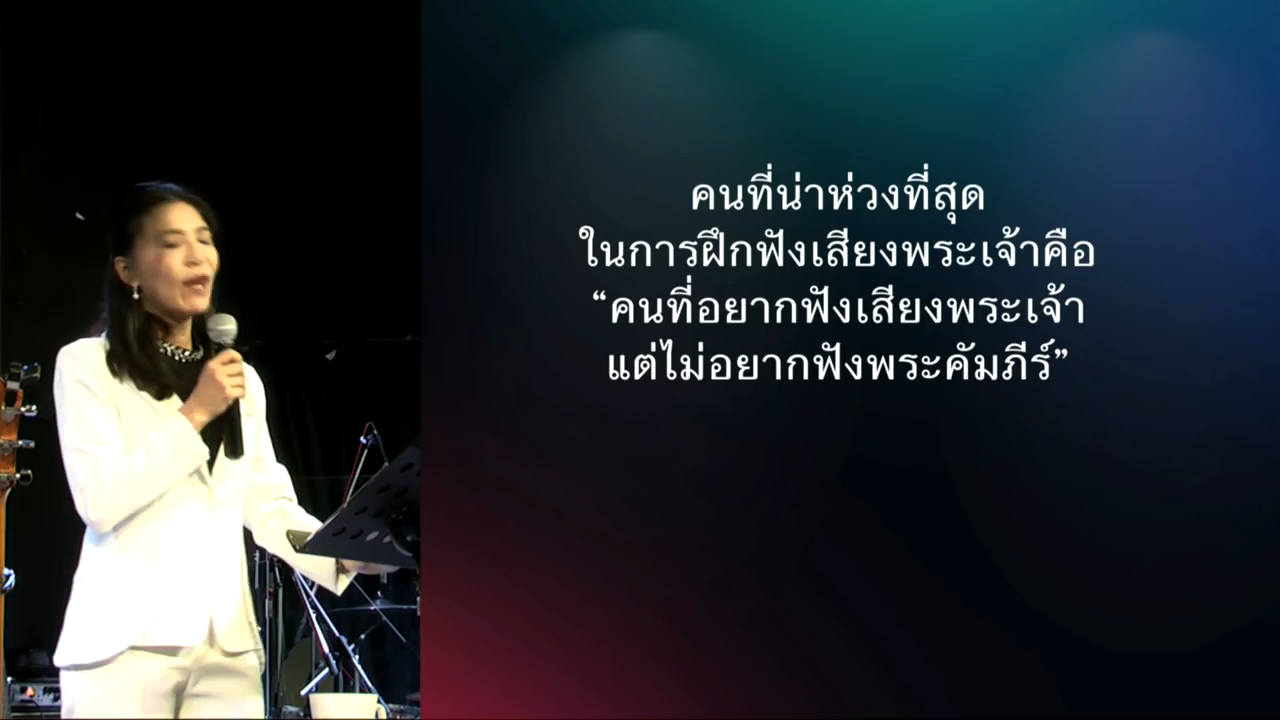 คนที่น่าห่วงที่สุด
ในการฝึกฟังเสียงพระเจ้าคือ
“คนที่อยากฟังเสียงพระเจ้า
แต่ไม่อยากฟังพระคัมภีร์”